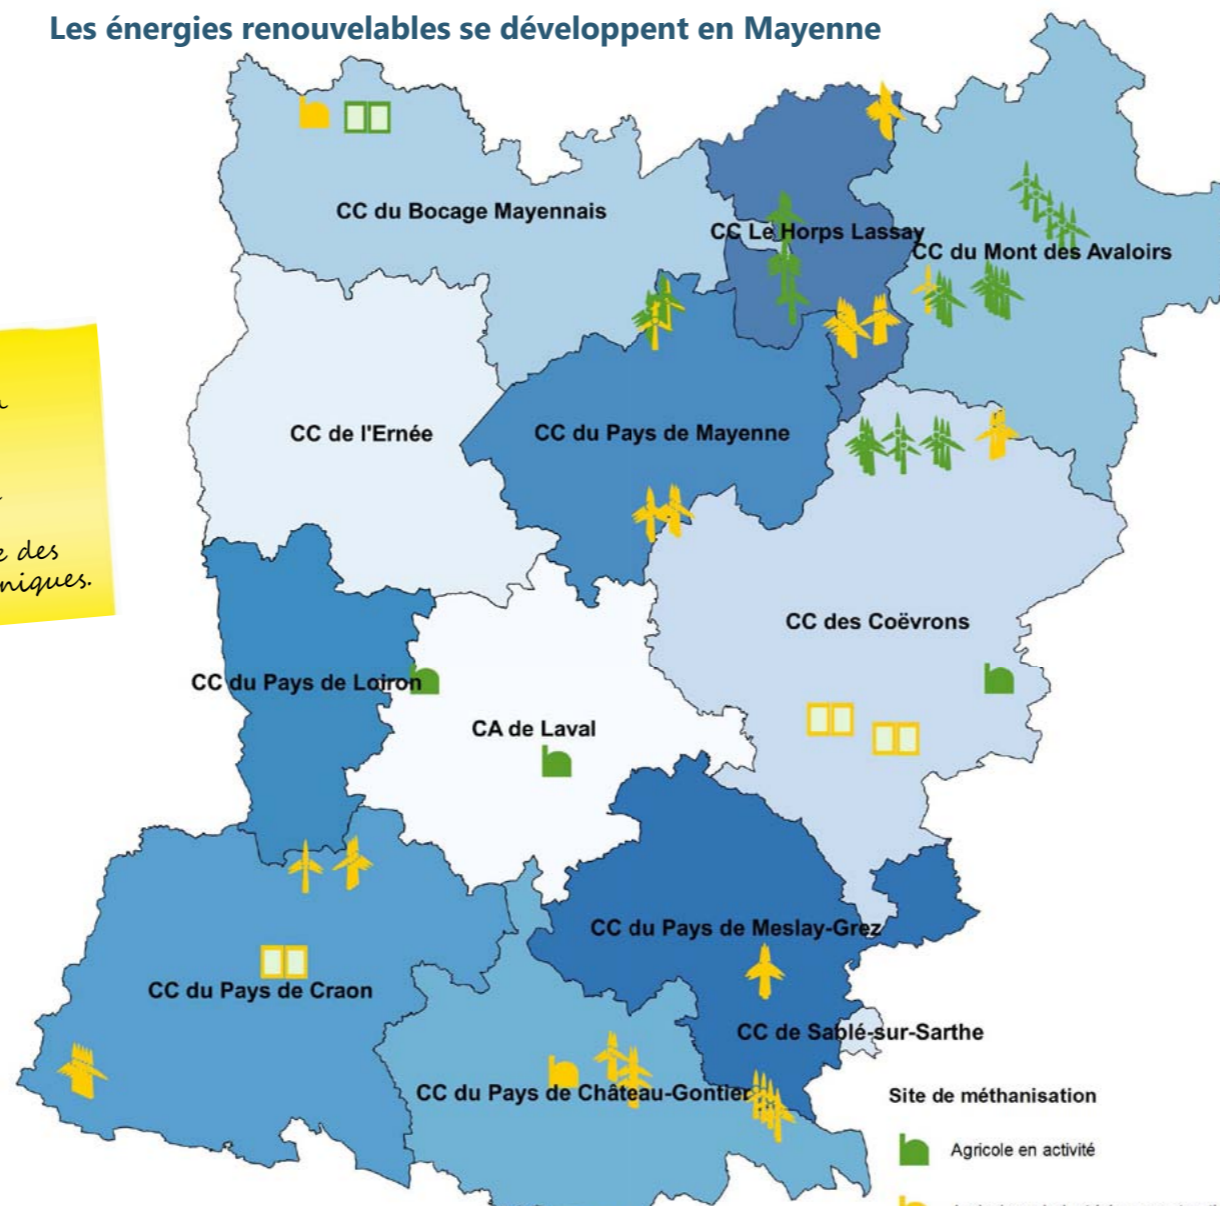 Les énergies renouvelables se développent en Mayenne
CC du Bocage Mayennais
CC Le Horps Lassay
CC du Mont des Avaloirs
CC de l'Ernée
CC du Pays de Mayenne
des
niques.
CC des Coëvrons
CC du Pays de Loiron
CA de Laval
CC du Pays de Meslay-Grez
CC du Pays de Craon
CC de Sablé-sur-Sarthe
CC du Pays de Château-Gontier
Site de méthanisation
Agricole en activité